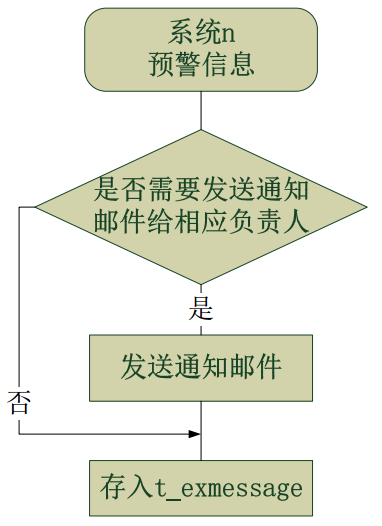 系统n
预警信息
是否需要发送通知
邮件给相应负责人
是
发送通知邮件
否
存入t_exmessage